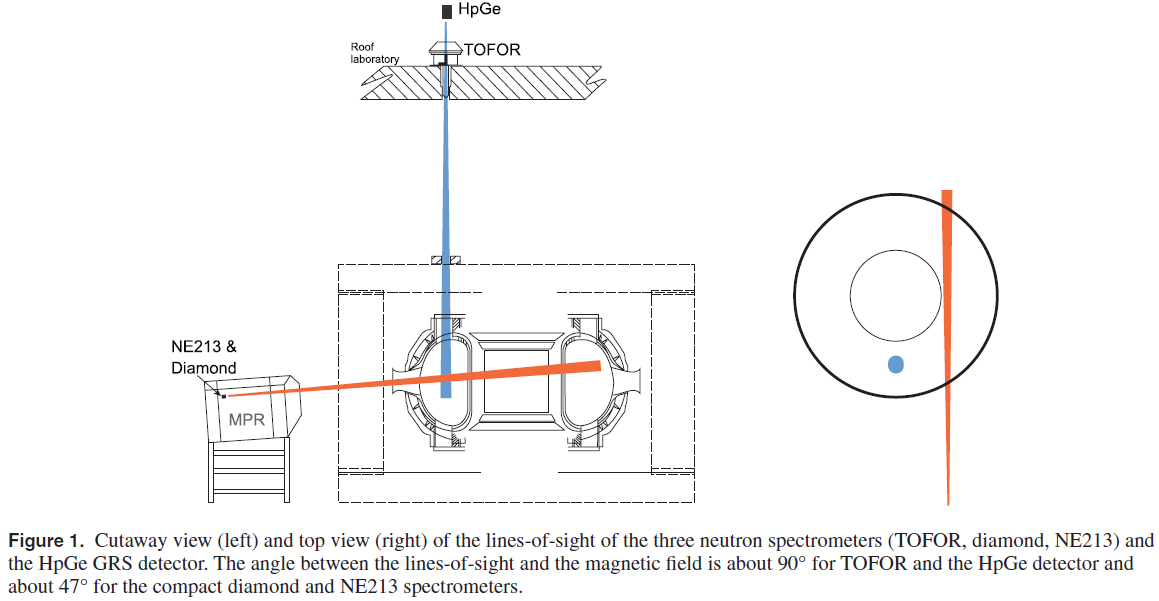 HpGe
Roof
laboratory
TOFOR
NE213 &
Diamond
MPR
Figure 1. Cutaway view (left) and top view (right) of the lines-of-sight of the three neutron spectrometers (TOFOR, diamond, NE213) and
the HpGe GRS detector. The angle between the lines-of-sight and the magnetic field is about 90° for TOFOR and the HpGe detector and
about 47° for the compact diamond and NE213 spectrometers.